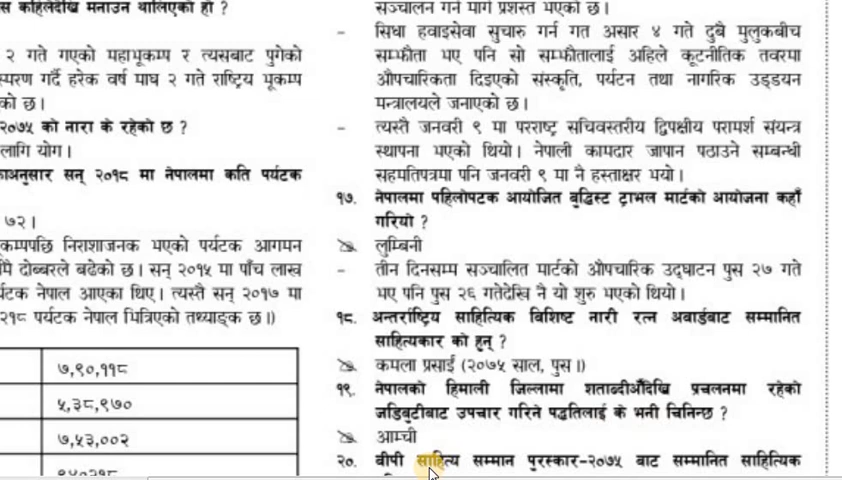 स कहिलेदेखि मनाउन थालिएको हो ?
२ गते गएको महाभूकम्प र त्यसबाट पुगेको
स्मरण गर्दै हरेक वर्ष माघ २ गते राष्ट्रिय भूकम्प
को छ।
२०७५ को नारा के रहेको छ ?
लागि योग।
काअनुसार सन् २०१८ मा नेपालमा कति पर्यटक
७२।
कम्पपछि निराशाजनक भएको पर्यटक आगमन
मै दोब्बरले बढेको छ। सन् २०१५ मा पाँच लाख
र्यटक नेपाल आएका थिए। त्यस्तै सन् २०१७ मा
२१८ पर्यटक नेपाल भित्रिएको तथ्याङ्क छ।)
७,९०,११८
५,३८,९७०
७,५३,००२
९४०२१८
सञ्चालन गर्न मार्ग प्रशस्त भएको छ।
- सिधा हवाइसेवा सुचारु गर्न गत असार ४ गते दुबै मुलुकबीच
सम्झौता भए पनि सो सम्झौतालाई अहिले कूटनीतिक तवरमा
औपचारिकता दिइएको संस्कृति, पर्यटन तथा नागरिक उड्डयन
मन्त्रालयले जनाएको छ।
- त्यस्तै जनवरी ९ मा परराष्ट्र सचिवस्तरीय द्विपक्षीय परामर्श संयन्त्र
स्थापना भएको थियो। नेपाली कामदार जापान पठाउने सम्बन्धी
सहमतिपत्रमा पनि जनवरी ९ मा नै हस्ताक्षर भयो।
१७. नेपालमा पहिलोपटक आयोजित बुद्धिस्ट ट्राभल मार्टको आयोजना कहाँ
गरियो ?
लुम्बिनी
- तीन दिनसम्म सञ्चालित मार्टको औपचारिक उद्घाटन पुस २७ गते
भए पनि पुस २६ गतेदेखि नै यो शुरु भएको थियो।
१८. अन्तर्राष्ट्रिय साहित्यिक बिशिष्ट नारी रत्न अवार्डबाट सम्मानित
साहित्यकार को हुन् ?
कमला प्रसाई (२०७५ साल, पुस।)
१९. नेपालको हिमाली जिल्लामा शताब्दीऔंदेखि प्रचलनमा रहेको
जडिबुटीबाट उपचार गरिने पद्धतिलाई के भनी चिनिन्छ ?
आम्ची
२०. बीपी साहित्य सम्मान पुरस्कार-२०७५ बाट सम्मानित साहित्यिक